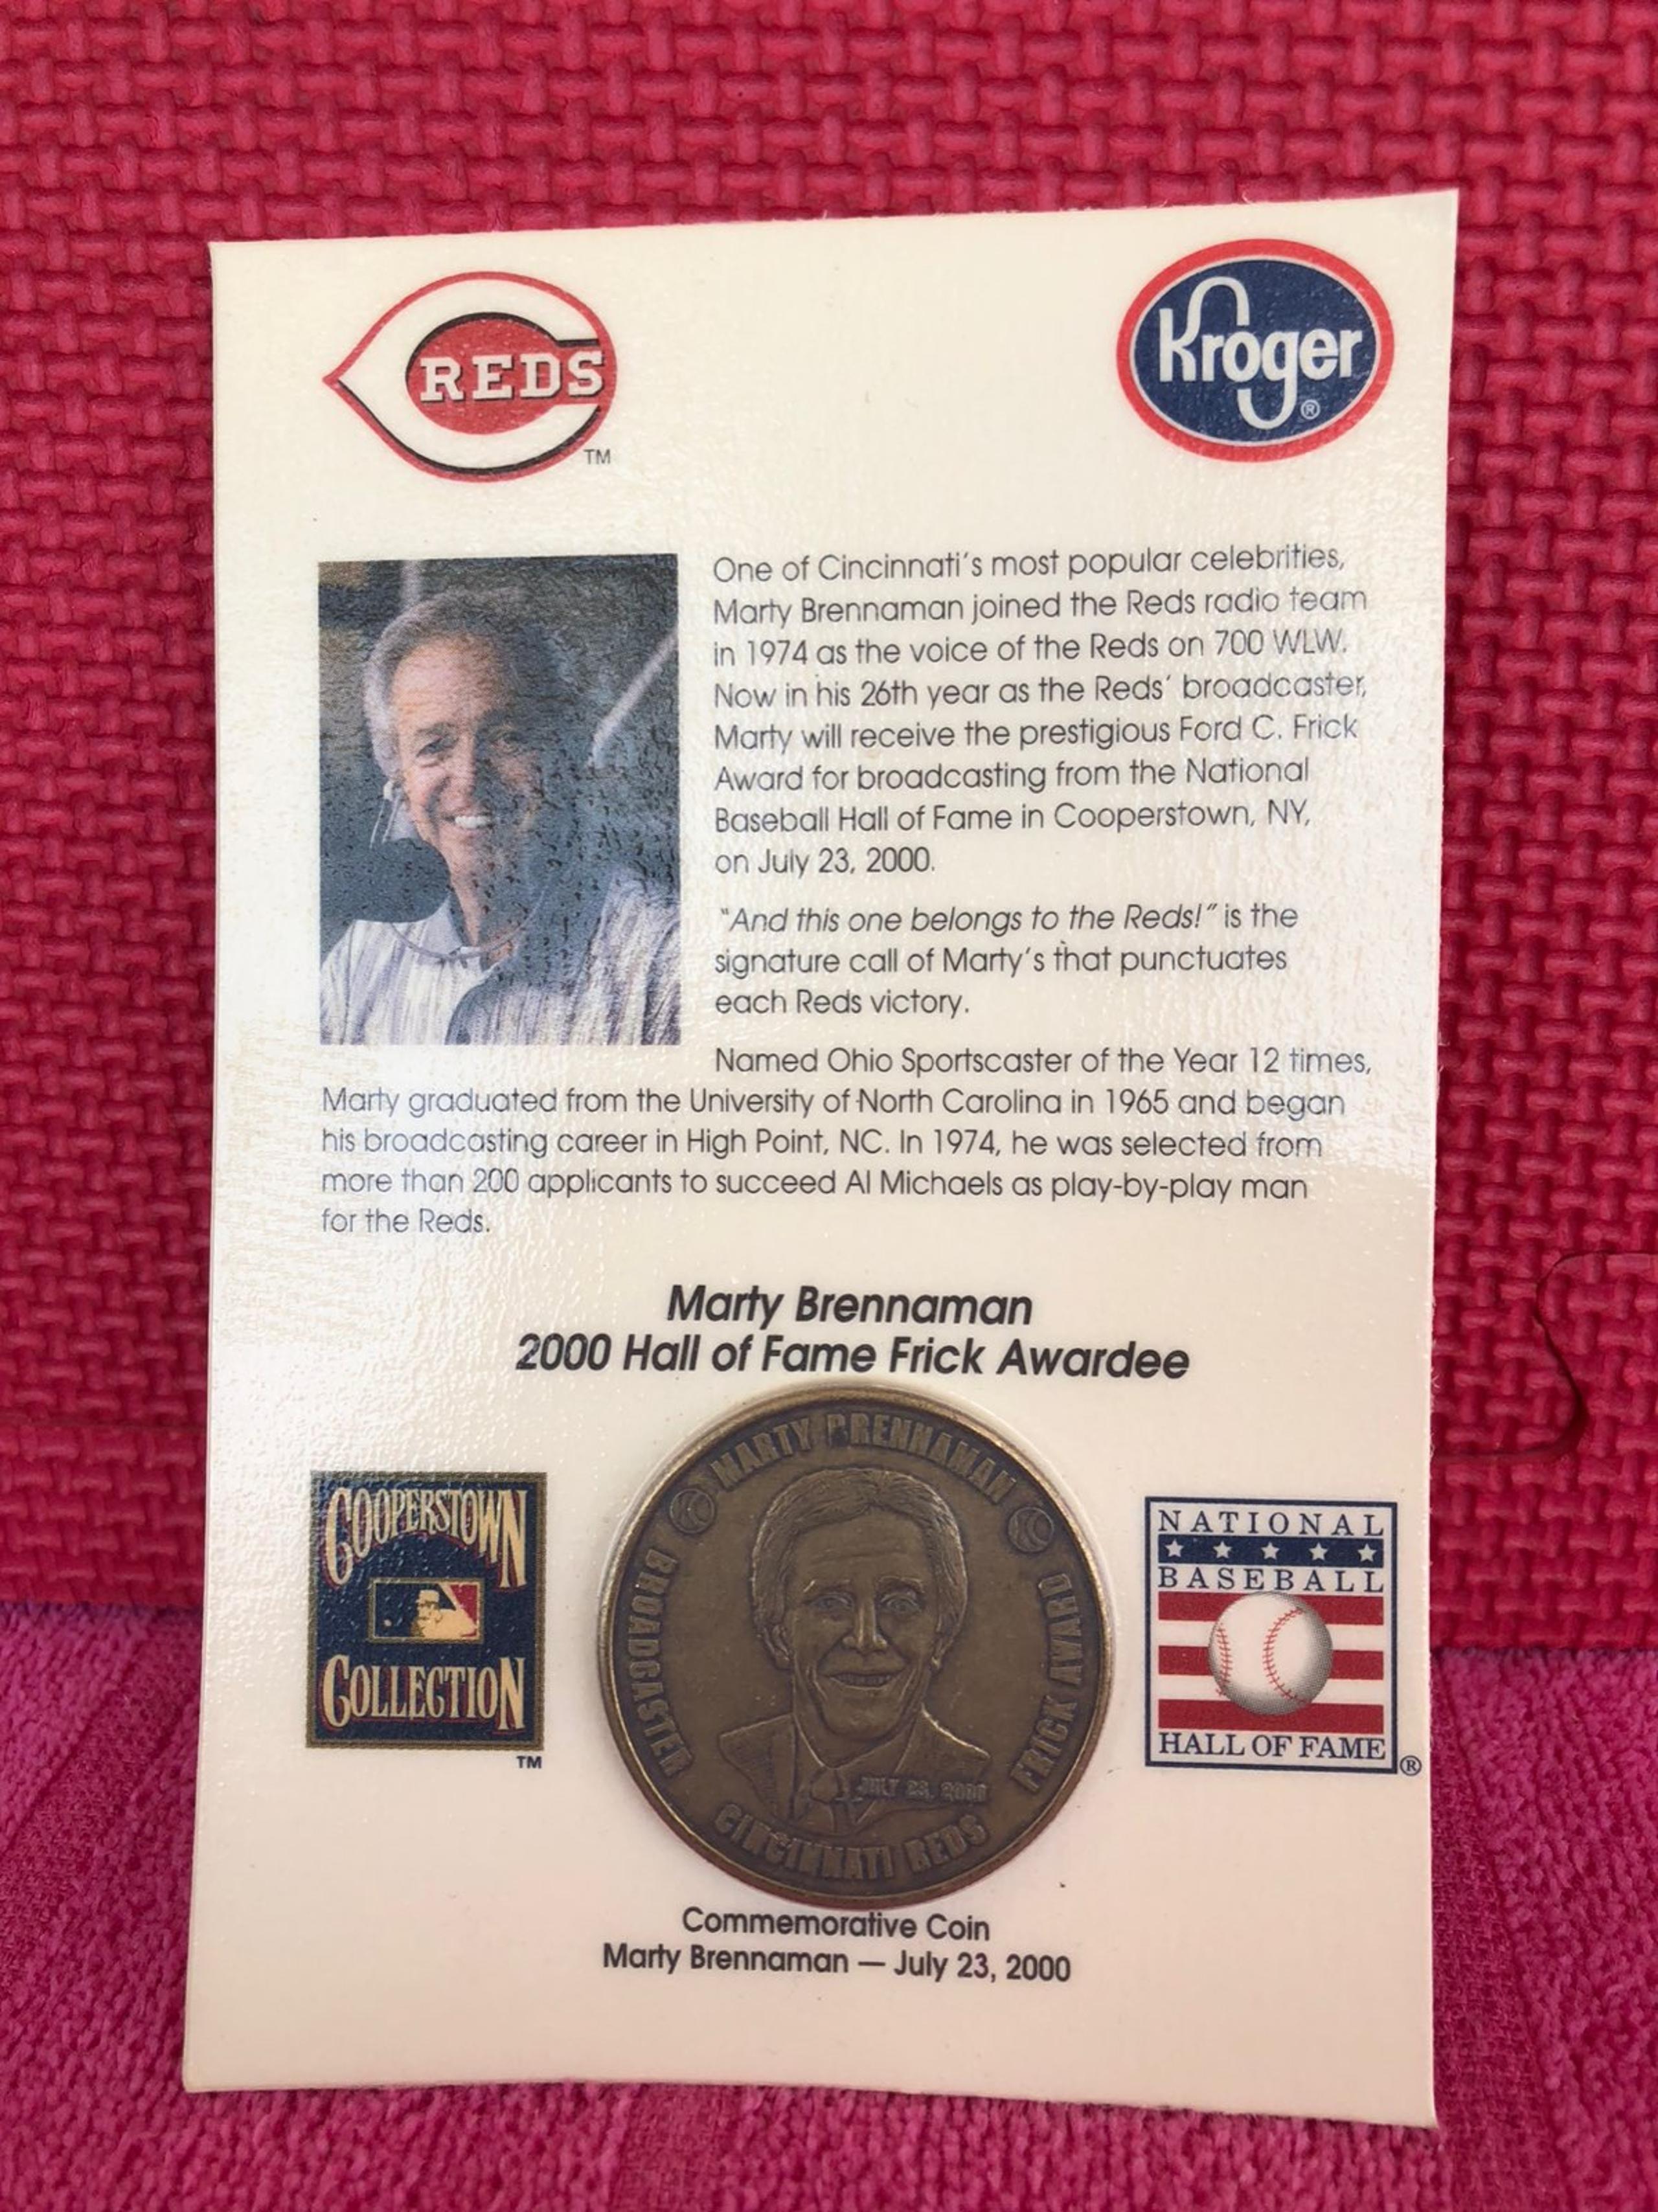 REDS
TM
Kroger
®
One of Cincinnati's most popular celebrities,
Marty Brennaman joined the Reds radio team
in 1974 as the voice of the Reds on 700 WLW.
Now in his 26th year as the Reds' broadcaster,
Marty will receive the prestigious Ford C. Frick
Award for broadcasting from the National
Baseball Hall of Fame in Cooperstown, NY,
on July 23, 2000.
"And this one belongs to the Reds!" is the
signature call of Marty's that punctuates
each Reds victory.
Named Ohio Sportscaster of the Year 12 times,
Marty graduated from the University of North Carolina in 1965 and began
his broadcasting career in High Point, NC. In 1974, he was selected from
more than 200 applicants to succeed Al Michaels as play-by-play man
for the Reds.
Marty Brennaman
2000 Hall of Fame Frick Awardee
COOPERSTOWN
COLLECTION
TM
MARTY BRENNAMAN
BROADCASTER
FRICK AWARD
JULY 23, 2000
CINCINNATI REDS
NATIONAL
BASEBALL
HALL OF FAME
®
Commemorative Coin
Marty Brennaman — July 23, 2000